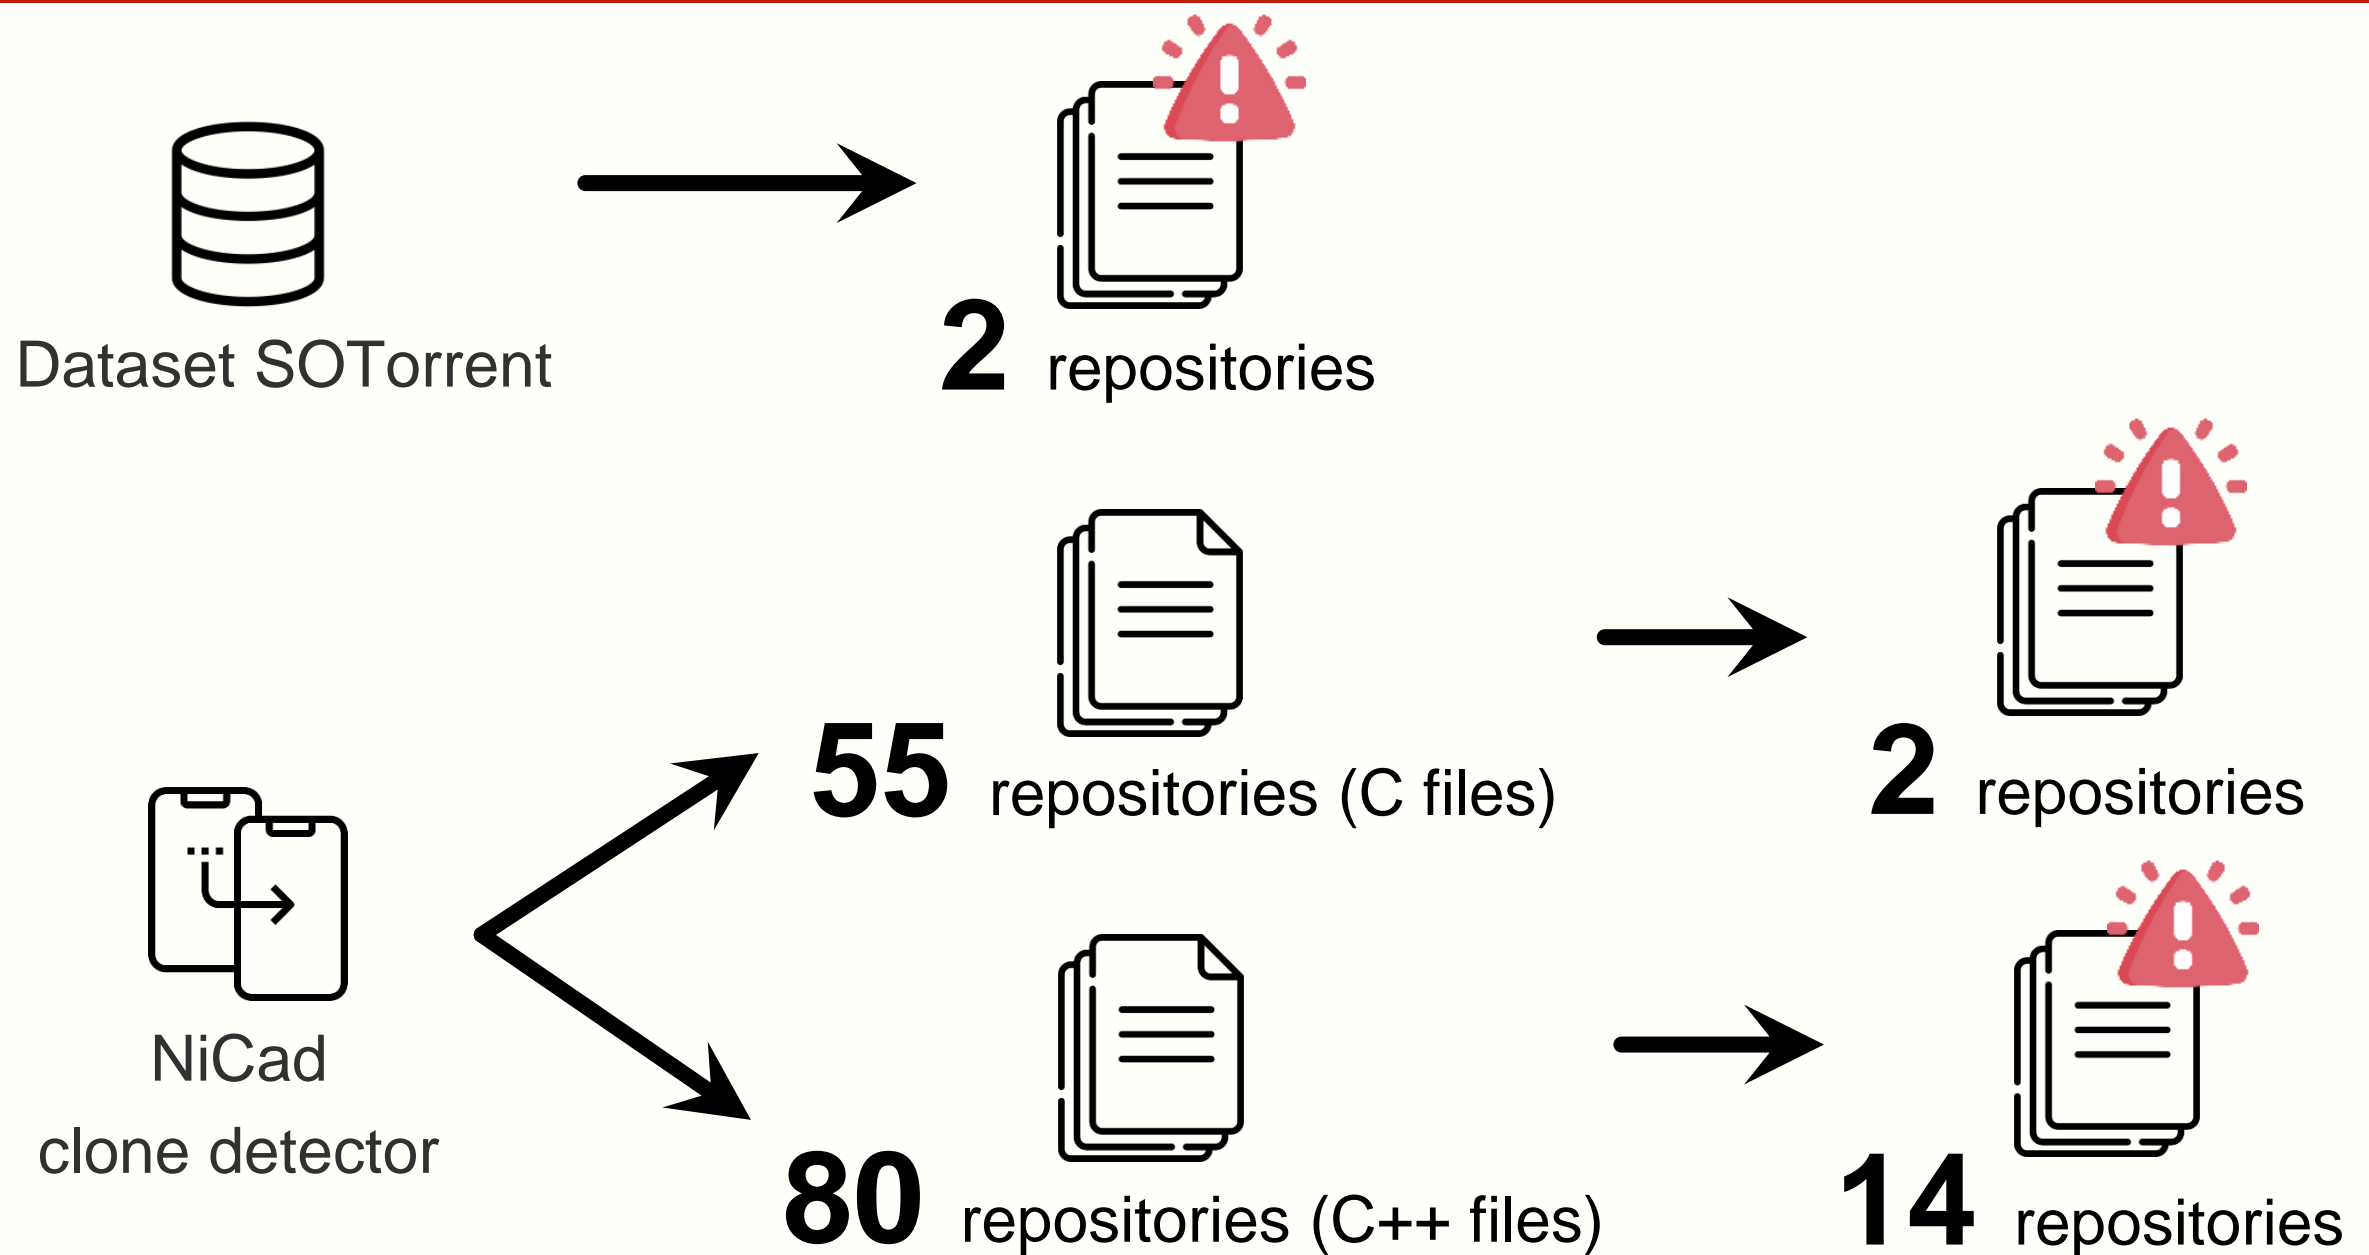 Dataset SOTorrent
2 repositories
55 repositories (C files)
2 repositories
NiCad
clone detector
80 repositories (C++ files)
14 repositories